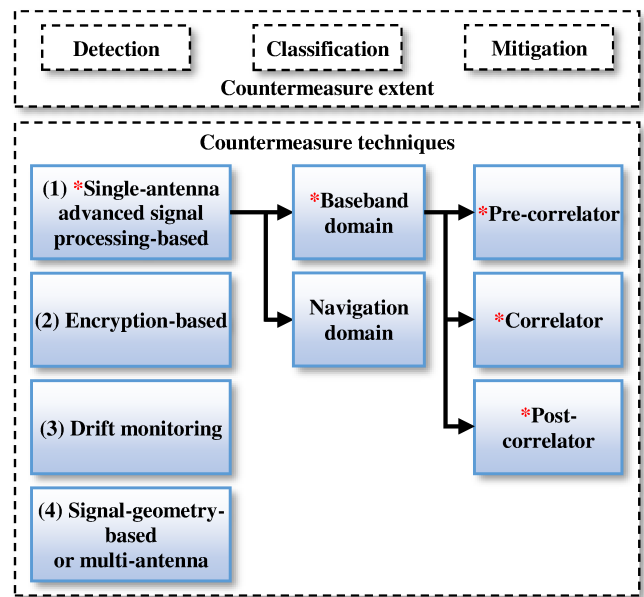 Detection
Classification
Mitigation
Countermeasure extent
Countermeasure techniques
(1) *Single-antenna
advanced signal
processing-based
*Baseband
domain
*Pre-correlator
(2) Encryption-based
Navigation
domain
*Correlator
(3) Drift monitoring
*Post-
correlator
(4) Signal-geometry-
based
or multi-antenna